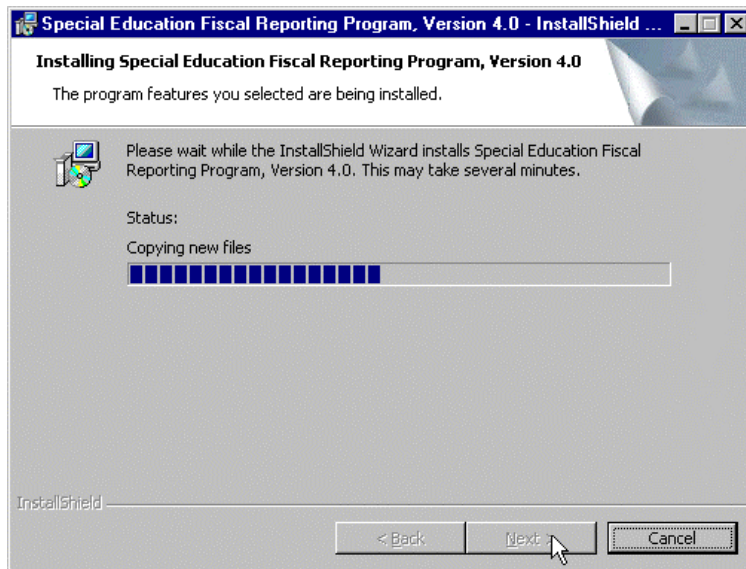 Special Education Fiscal Reporting Program, Version 4.0 - InstallShield ...
Installing Special Education Fiscal Reporting Program, Version 4.0
The program features you selected are being installed.
Please wait while the InstallShield Wizard installs Special Education Fiscal
Reporting Program, Version 4.0. This may take several minutes.
Status:
Copying new files
InstallShield
< Back
Next >
Cancel